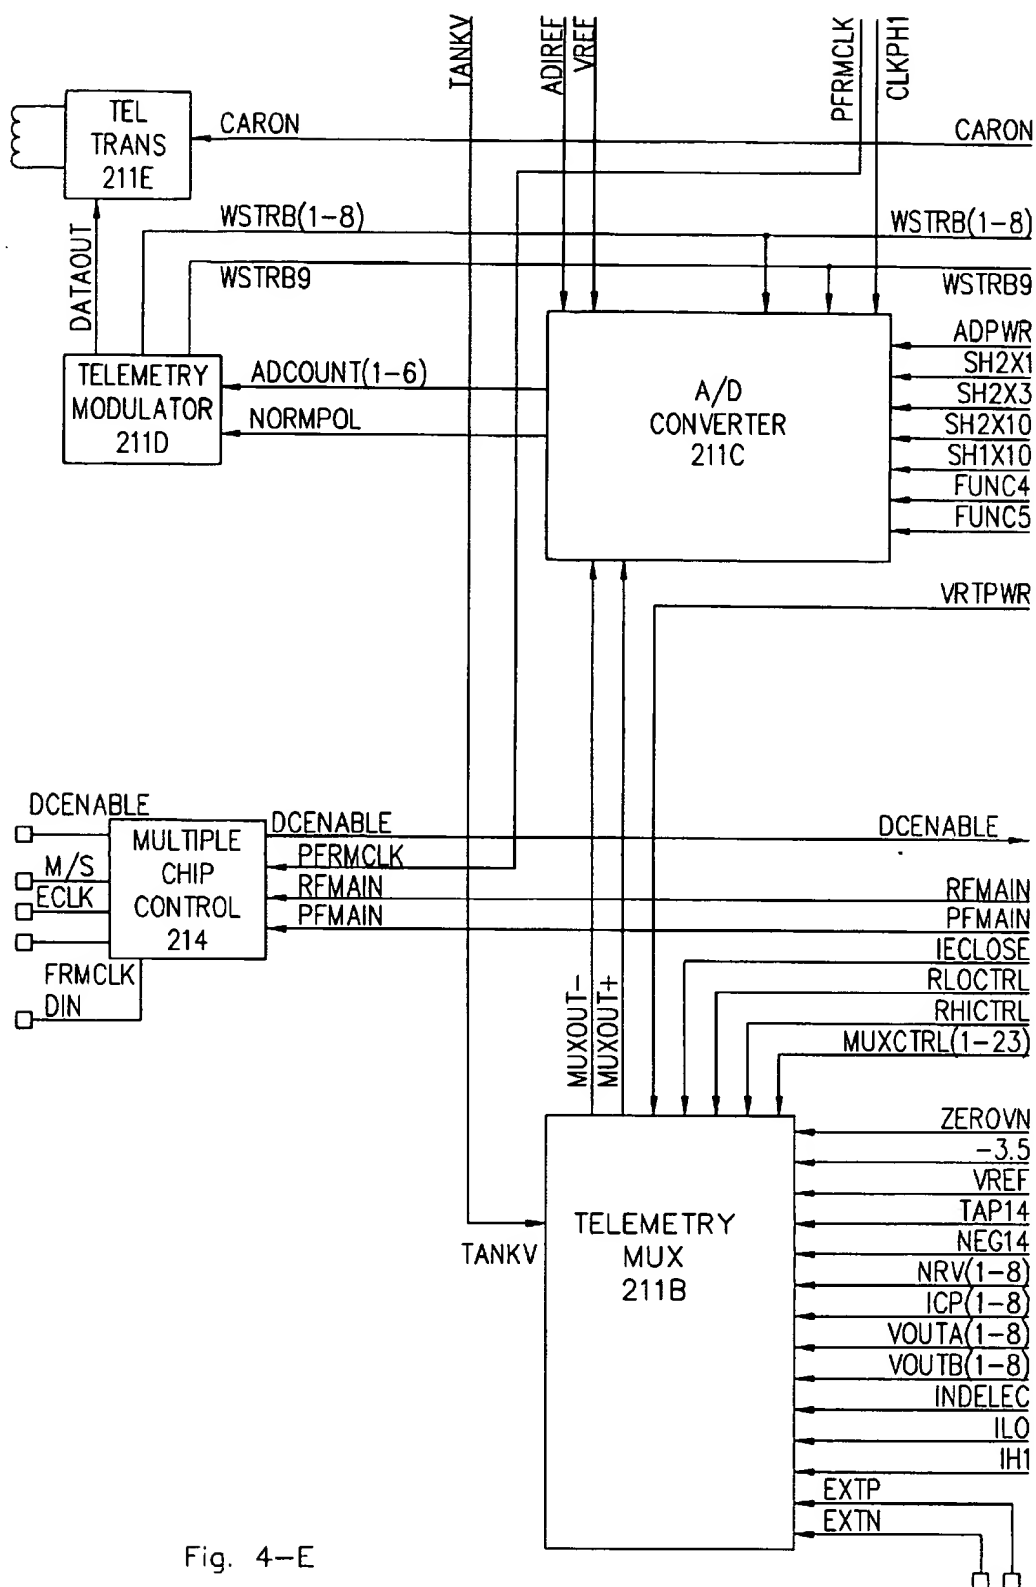 TANKV
ADIREF
VREF
PFRMCLK
CLKPH1
TEL
TRANS
211E
CARON
CARON
DATAOUT
WSTRB(1-8)
WSTRB(1-8)
WSTRB9
WSTRB9
TELEMETRY
MODULATOR
211D
ADCOUNT(1-6)
NORMPOL
A/D
CONVERTER
211C
ADPWR
SH2X1
SH2X3
SH2X10
SH1X10
FUNC4
FUNC5
VRTPWR
DCENABLE
M/S
ECLK
FRMCLK
DIN
MULTIPLE
CHIP
CONTROL
214
DCENABLE
PFRMCLK
RFMAIN
PFMAIN
DCENABLE
RFMAIN
PFMAIN
IECLOSE
RLOCTRL
RHICTRL
MUXCTRL(1-23)
MUXOUT-
MUXOUT+
TANKV
TELEMETRY
MUX
211B
ZEROVN
-3.5
VREF
TAP14
NEG14
NRV(1-8)
ICP(1-8)
VOUTA(1-8)
VOUTB(1-8)
INDELEC
ILO
IH1
EXTP
EXTN
Fig. 4-E